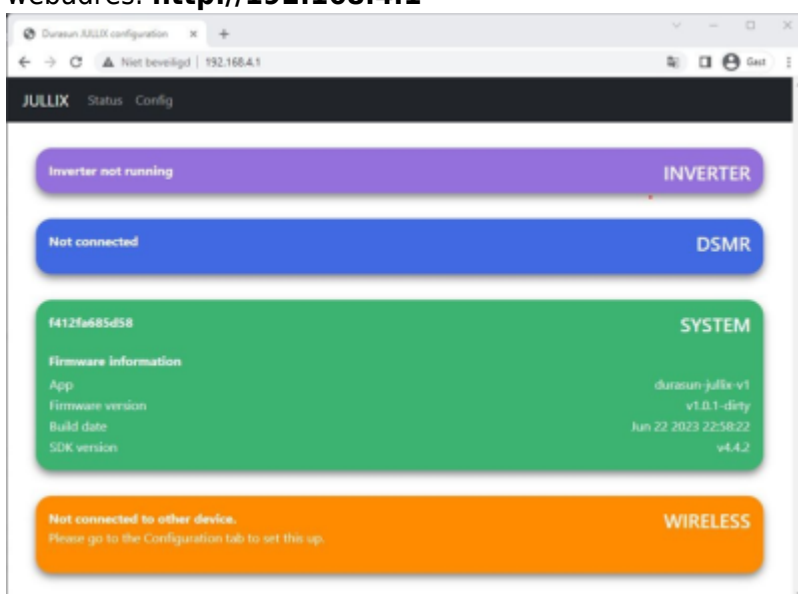 webadres: http://192.168.4.1
Durasun JULLIX configuration
Niet beveiligd | 192.168.4.1
Gast
JULLIX Status Config
Inverter not running
INVERTER
Not connected
DSMR
f412fa685d58
SYSTEM
Firmware information
App durasun-jullix-v1
Firmware version v1.0.1-dirty
Build date Jun 22 2023 22:58:22
SDK version v4.4.2
Not connected to other device.
WIRELESS
Please go to the Configuration tab to set this up.